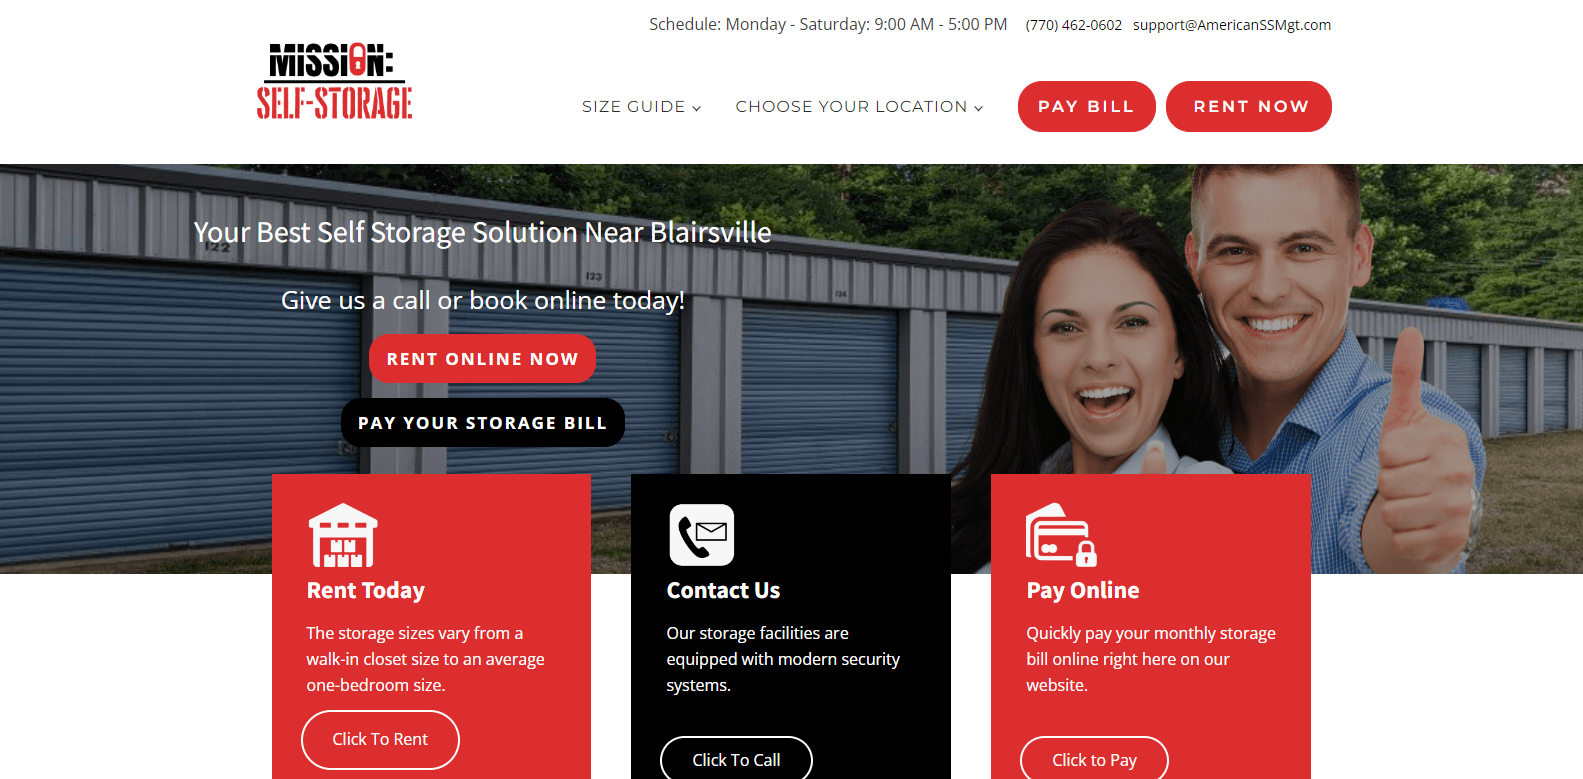 Schedule: Monday - Saturday: 9:00 AM - 5:00 PM (770) 462-0602 support@AmericanSSMgt.com
MISSION:
SELF-STORAGE
SIZE GUIDE CHOOSE YOUR LOCATION PAY BILL RENT NOW
Your Best Self Storage Solution Near Blairsville
122
123
Give us a call or book online today!
RENT ONLINE NOW
PAY YOUR STORAGE BILL
Rent Today
The storage sizes vary from a
walk-in closet size to an average
one-bedroom size.
Click To Rent
Contact Us
Our storage facilities are
equipped with modern security
systems.
Click To Call
Pay Online
Quickly pay your monthly storage
bill online right here on our
website.
Click to Pay